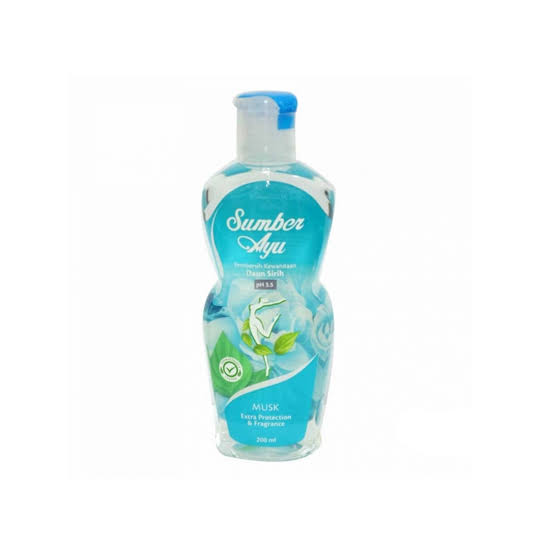 Sumber
Ayu
Pembersih Kewanitaan
Daun Sirih
pH 3.5
MUSK
Extra Protection
& Fragrance
200 ml